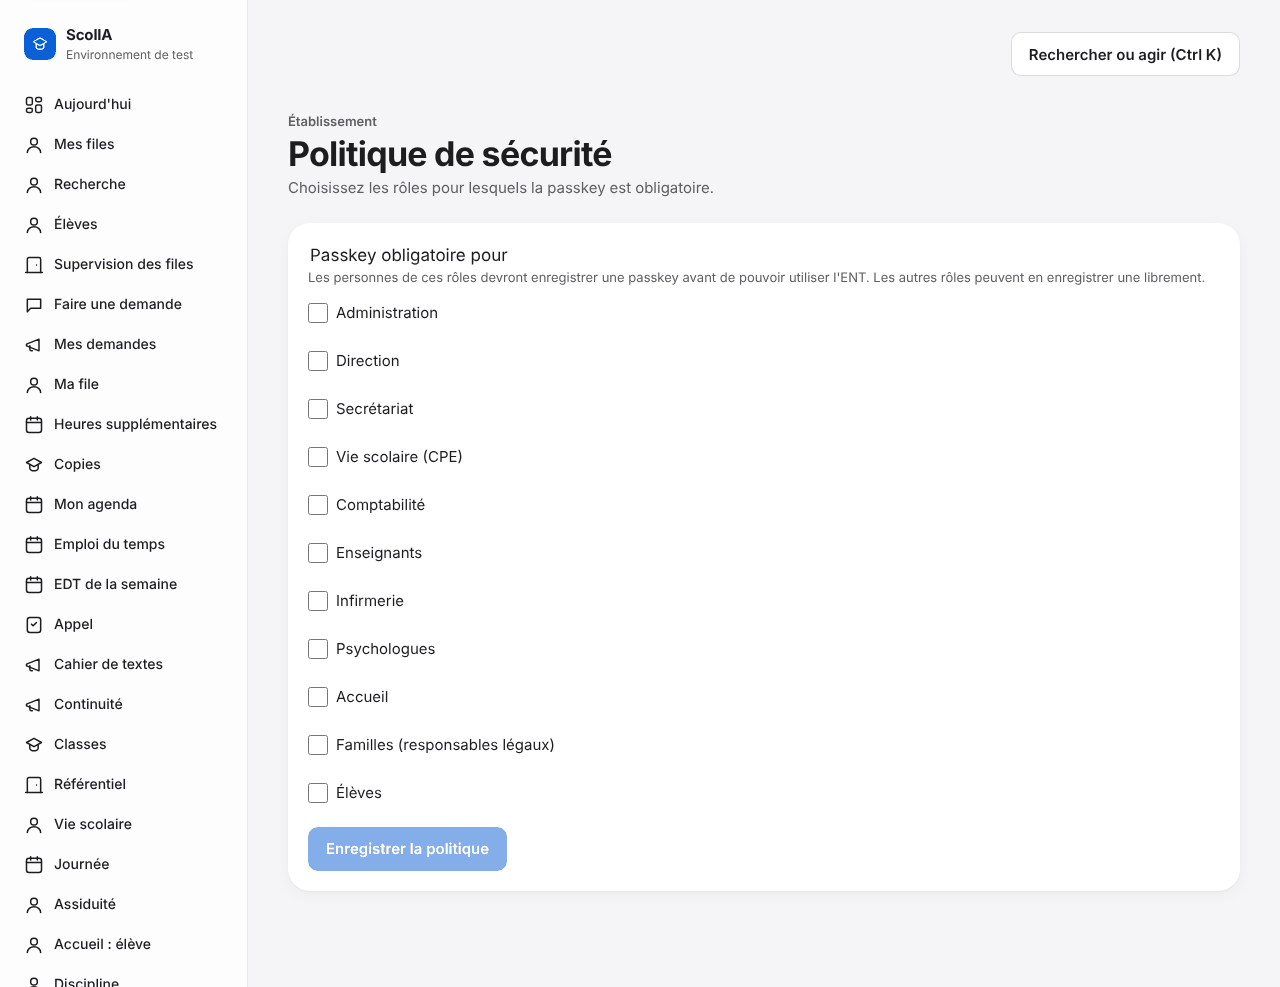 ScolIA
Environnement de test
Aujourd'hui
Mes files
Recherche
Élèves
Supervision des files
Faire une demande
Mes demandes
Ma file
Heures supplémentaires
Copies
Mon agenda
Emploi du temps
EDT de la semaine
Appel
Cahier de textes
Continuité
Classes
Référentiel
Vie scolaire
Journée
Assiduité
Accueil : élève
Discipline
Rechercher ou agir (Ctrl K)
Établissement
Politique de sécurité
Choisissez les rôles pour lesquels la passkey est obligatoire.
Passkey obligatoire pour
Les personnes de ces rôles devront enregistrer une passkey avant de pouvoir utiliser l'ENT. Les autres rôles peuvent en enregistrer une librement.
Administration
Direction
Secrétariat
Vie scolaire (CPE)
Comptabilité
Enseignants
Infirmerie
Psychologues
Accueil
Familles (responsables légaux)
Élèves
Enregistrer la politique